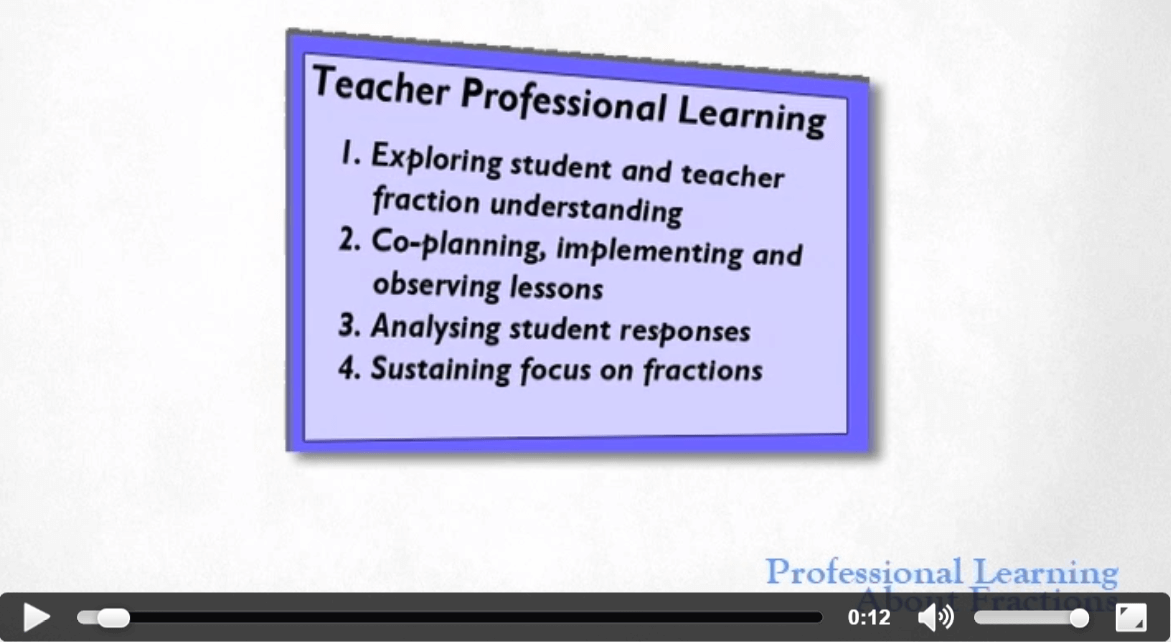 Teacher Professional Learning
1. Exploring student and teacher
fraction understanding
2. Co-planning, implementing and
observing lessons
3. Analysing student responses
4. Sustaining focus on fractions
Professional Learning
About Fractions
0:12